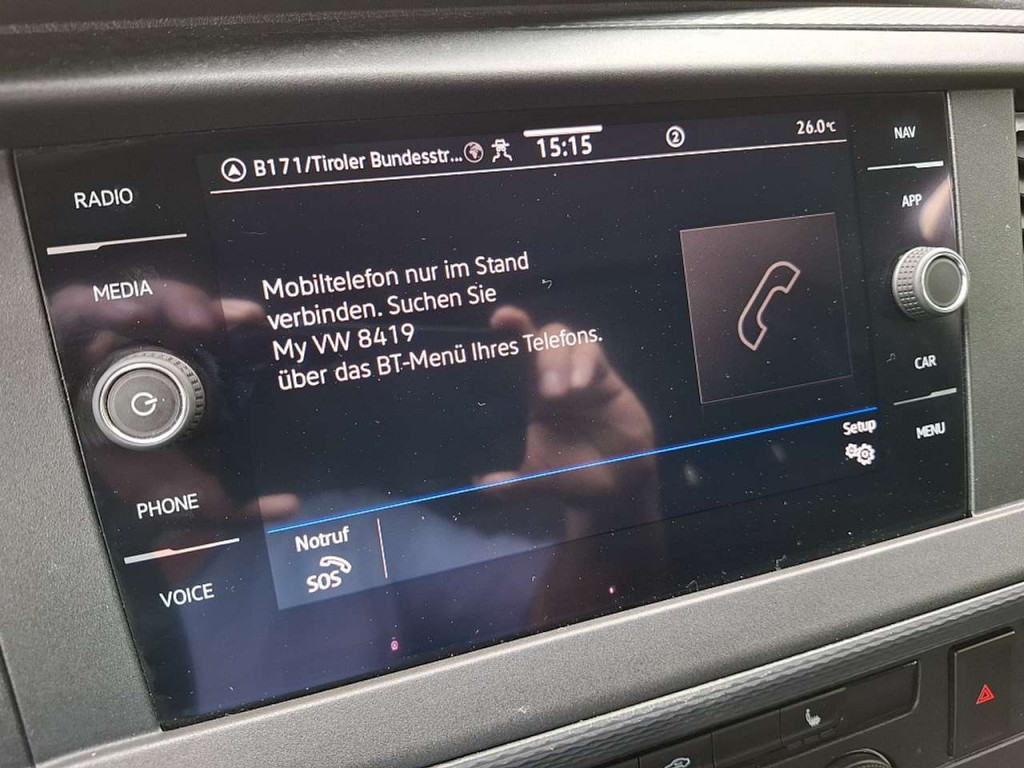 RADIO
MEDIA
PHONE
VOICE
B171/Tiroler Bundesstr...
15:15
2
26.0°C
Mobiltelefon nur im Stand
verbinden. Suchen Sie
My VW 8419
über das BT-Menü Ihres Telefons.
Setup
Notruf
SOS
NAV
APP
CAR
MENU